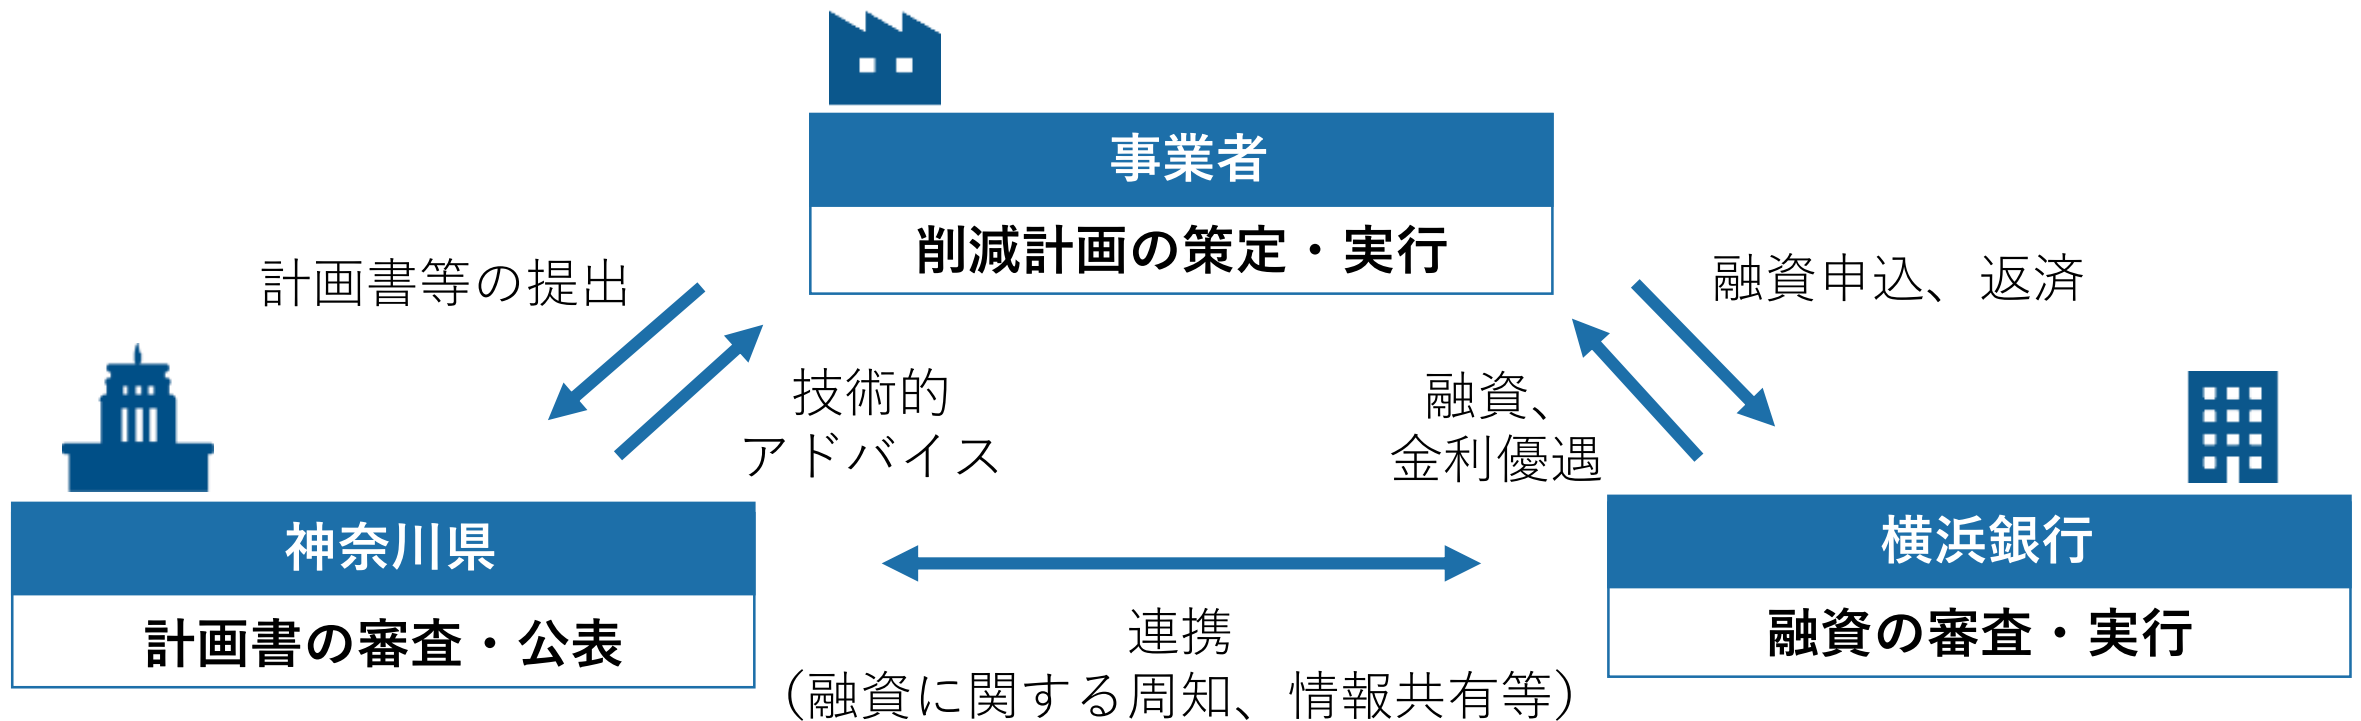 事業者
削減計画の策定・実行
計画書等の提出
融資申込、返済
技術的
アドバイス
融資、
金利優遇
神奈川県
計画書の審査・公表
横浜銀行
融資の審査・実行
連携
（融資に関する周知、情報共有等）